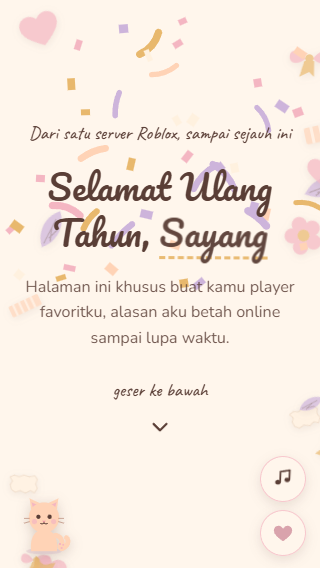 Dari satu server Roblox, sampai sejauh ini
Selamat Ulang
Tahun, Sayang
Halaman ini khusus buat kamu player
favoritku, alasan aku betah online
sampai lupa waktu.
geser ke bawah